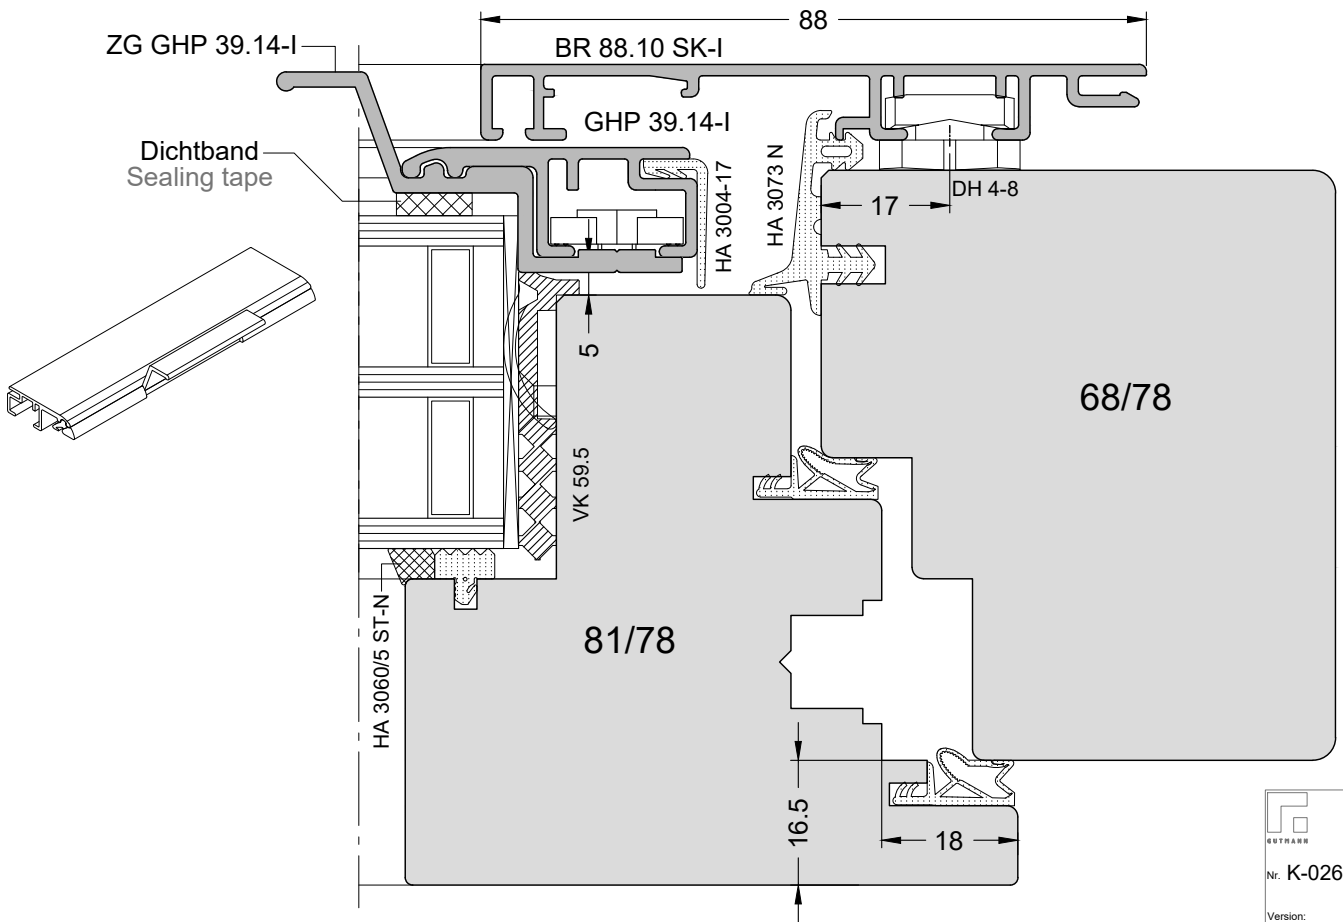 88
ZG GHP 39.14-I
BR 88.10 SK-I
GHP 39.14-I
Dichtband
Sealing tape
HA 3004-17
HA 3073 N
DH 4-8
17
5
68/78
VK 59.5
HA 3060/5 ST-N
81/78
16.5
18
GUTMANN
Nr. K-026
Version: